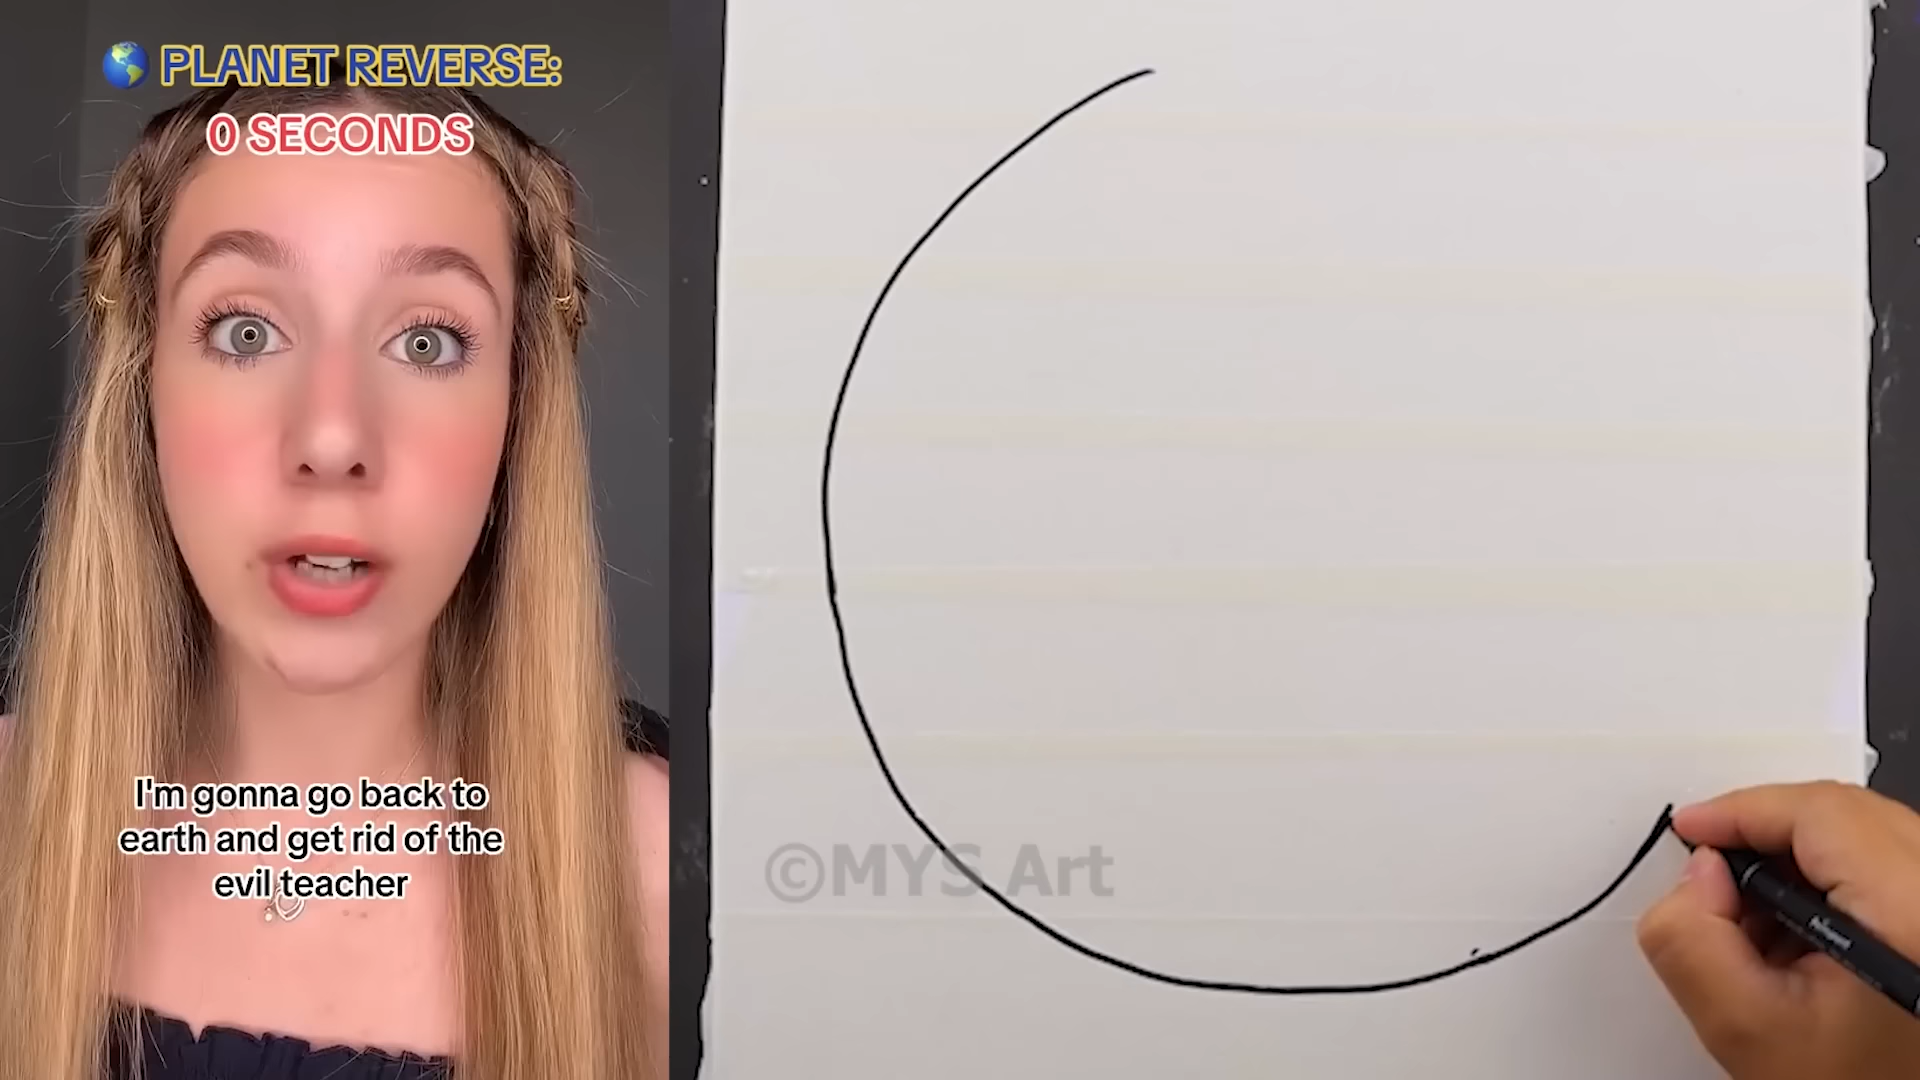 🌎 PLANET REVERSE:
0 SECONDS
I'm gonna go back to
earth and get rid of the
evil teacher
©MYS Art